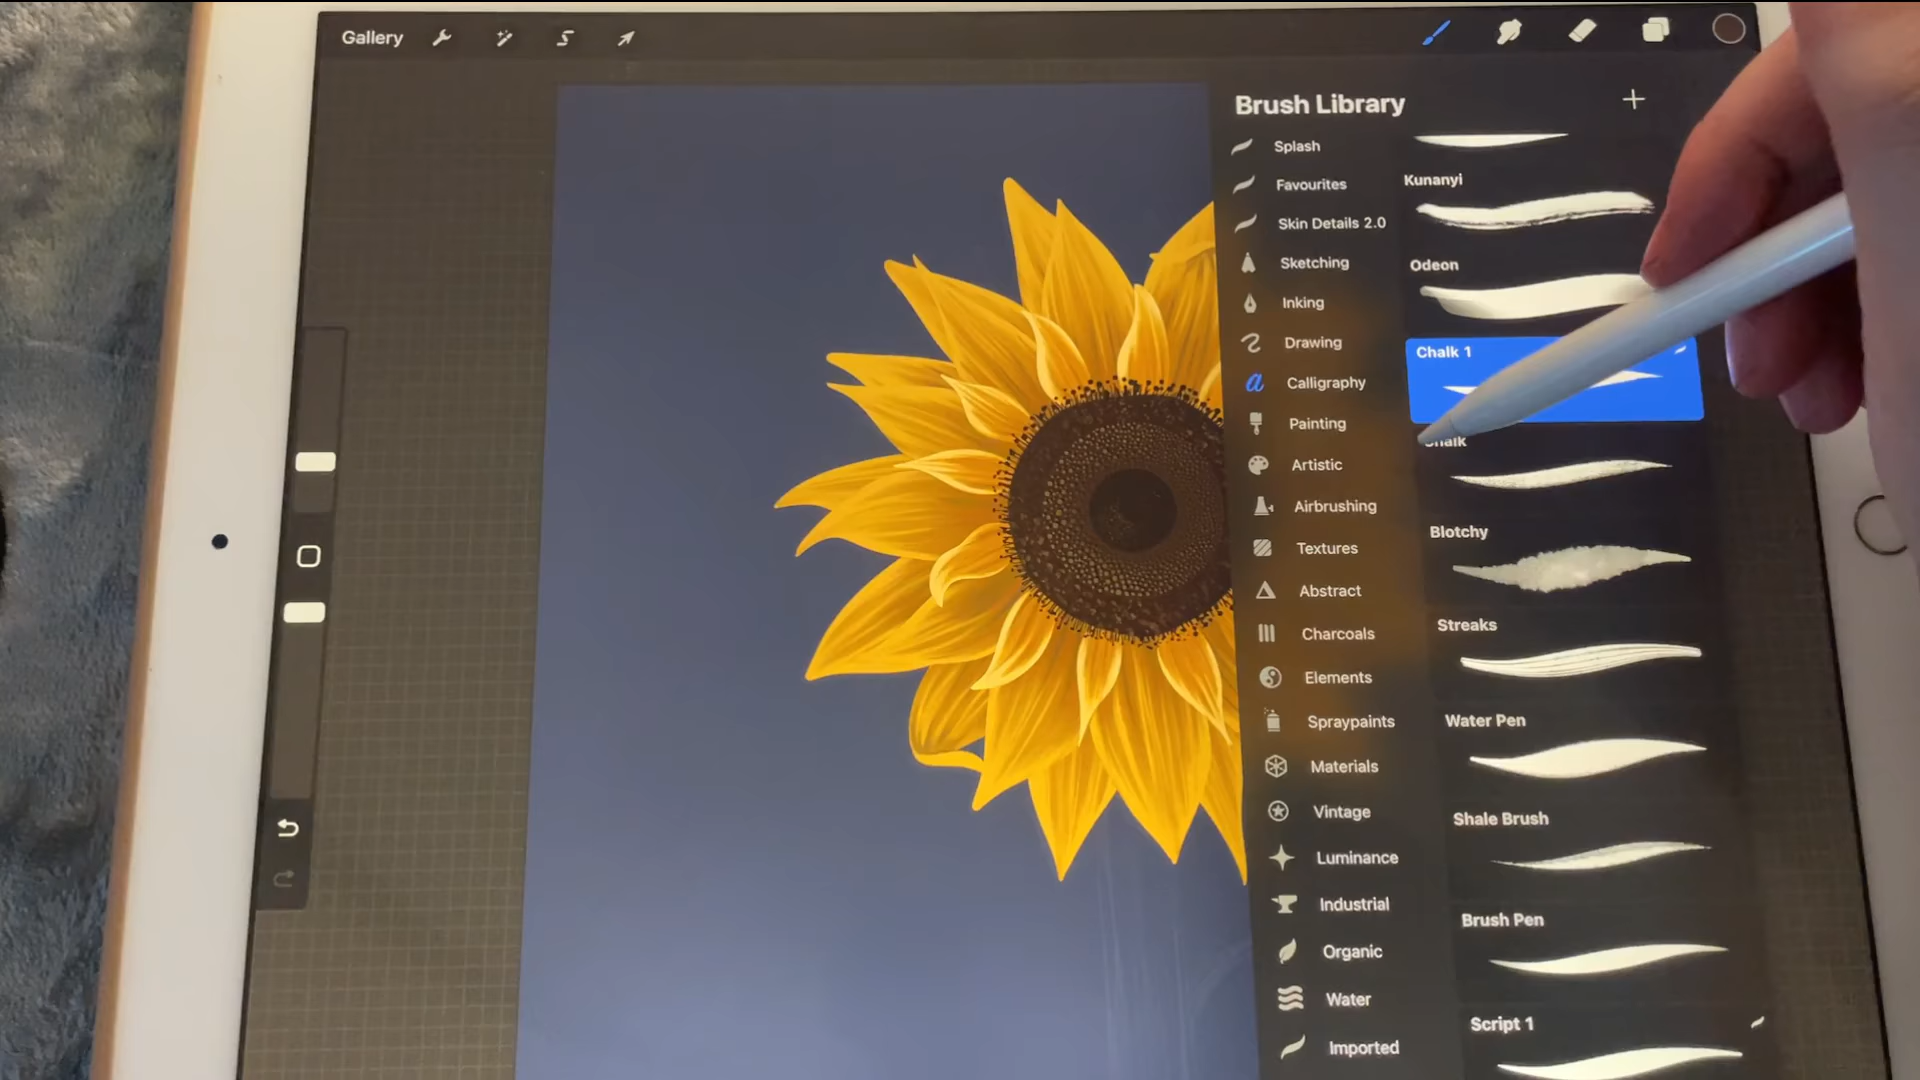 Gallery
Brush Library
Splash
Favourites
Skin Details 2.0
Sketching
Inking
Drawing
Calligraphy
Painting
Artistic
Airbrushing
Textures
Abstract
Charcoals
Elements
Spraypaints
Materials
Vintage
Luminance
Industrial
Organic
Water
Imported
Kunanyi
Odeon
Chalk 1
Chalk
Blotchy
Streaks
Water Pen
Shale Brush
Brush Pen
Script 1